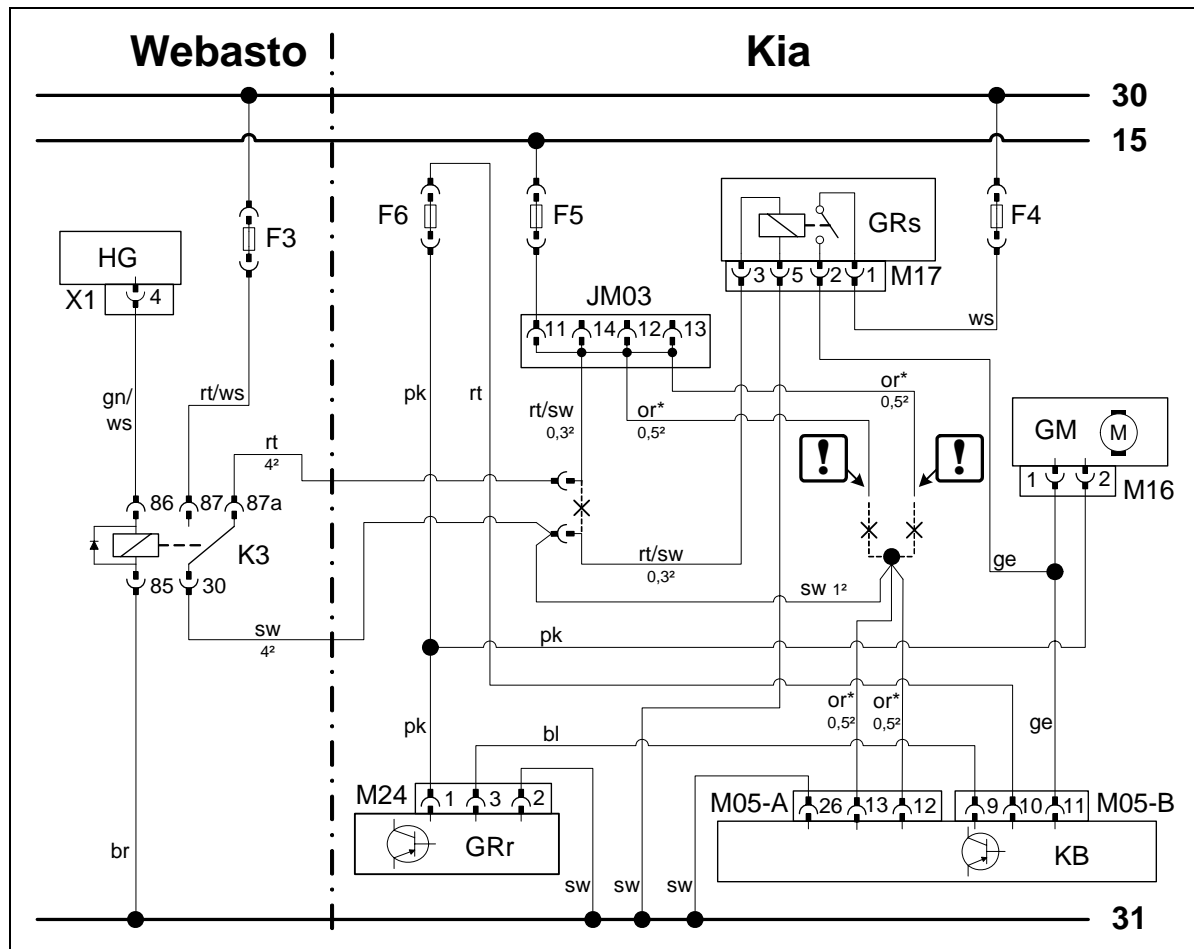 Webasto
Kia
30
15
F6
F5
GRs
F4
HG
F3
3 5 2 1
M17
X1
4
JM03
11 14 12 13
ws
gn/
ws
rt/ws
pk
rt
rt/sw
0,3²
or*
0,5²
or*
0,5²
GM
M
rt
4²
!
!
1
2
M16
86
87
87a
K3
rt/sw
0,3²
ge
85
30
sw 1²
sw
4²
pk
or*
0,5²
or*
0,5²
pk
bl
ge
M24
1 3 2
M05-A
26 13 12
9 10 11
M05-B
GRr
KB
br
sw
sw
sw
31